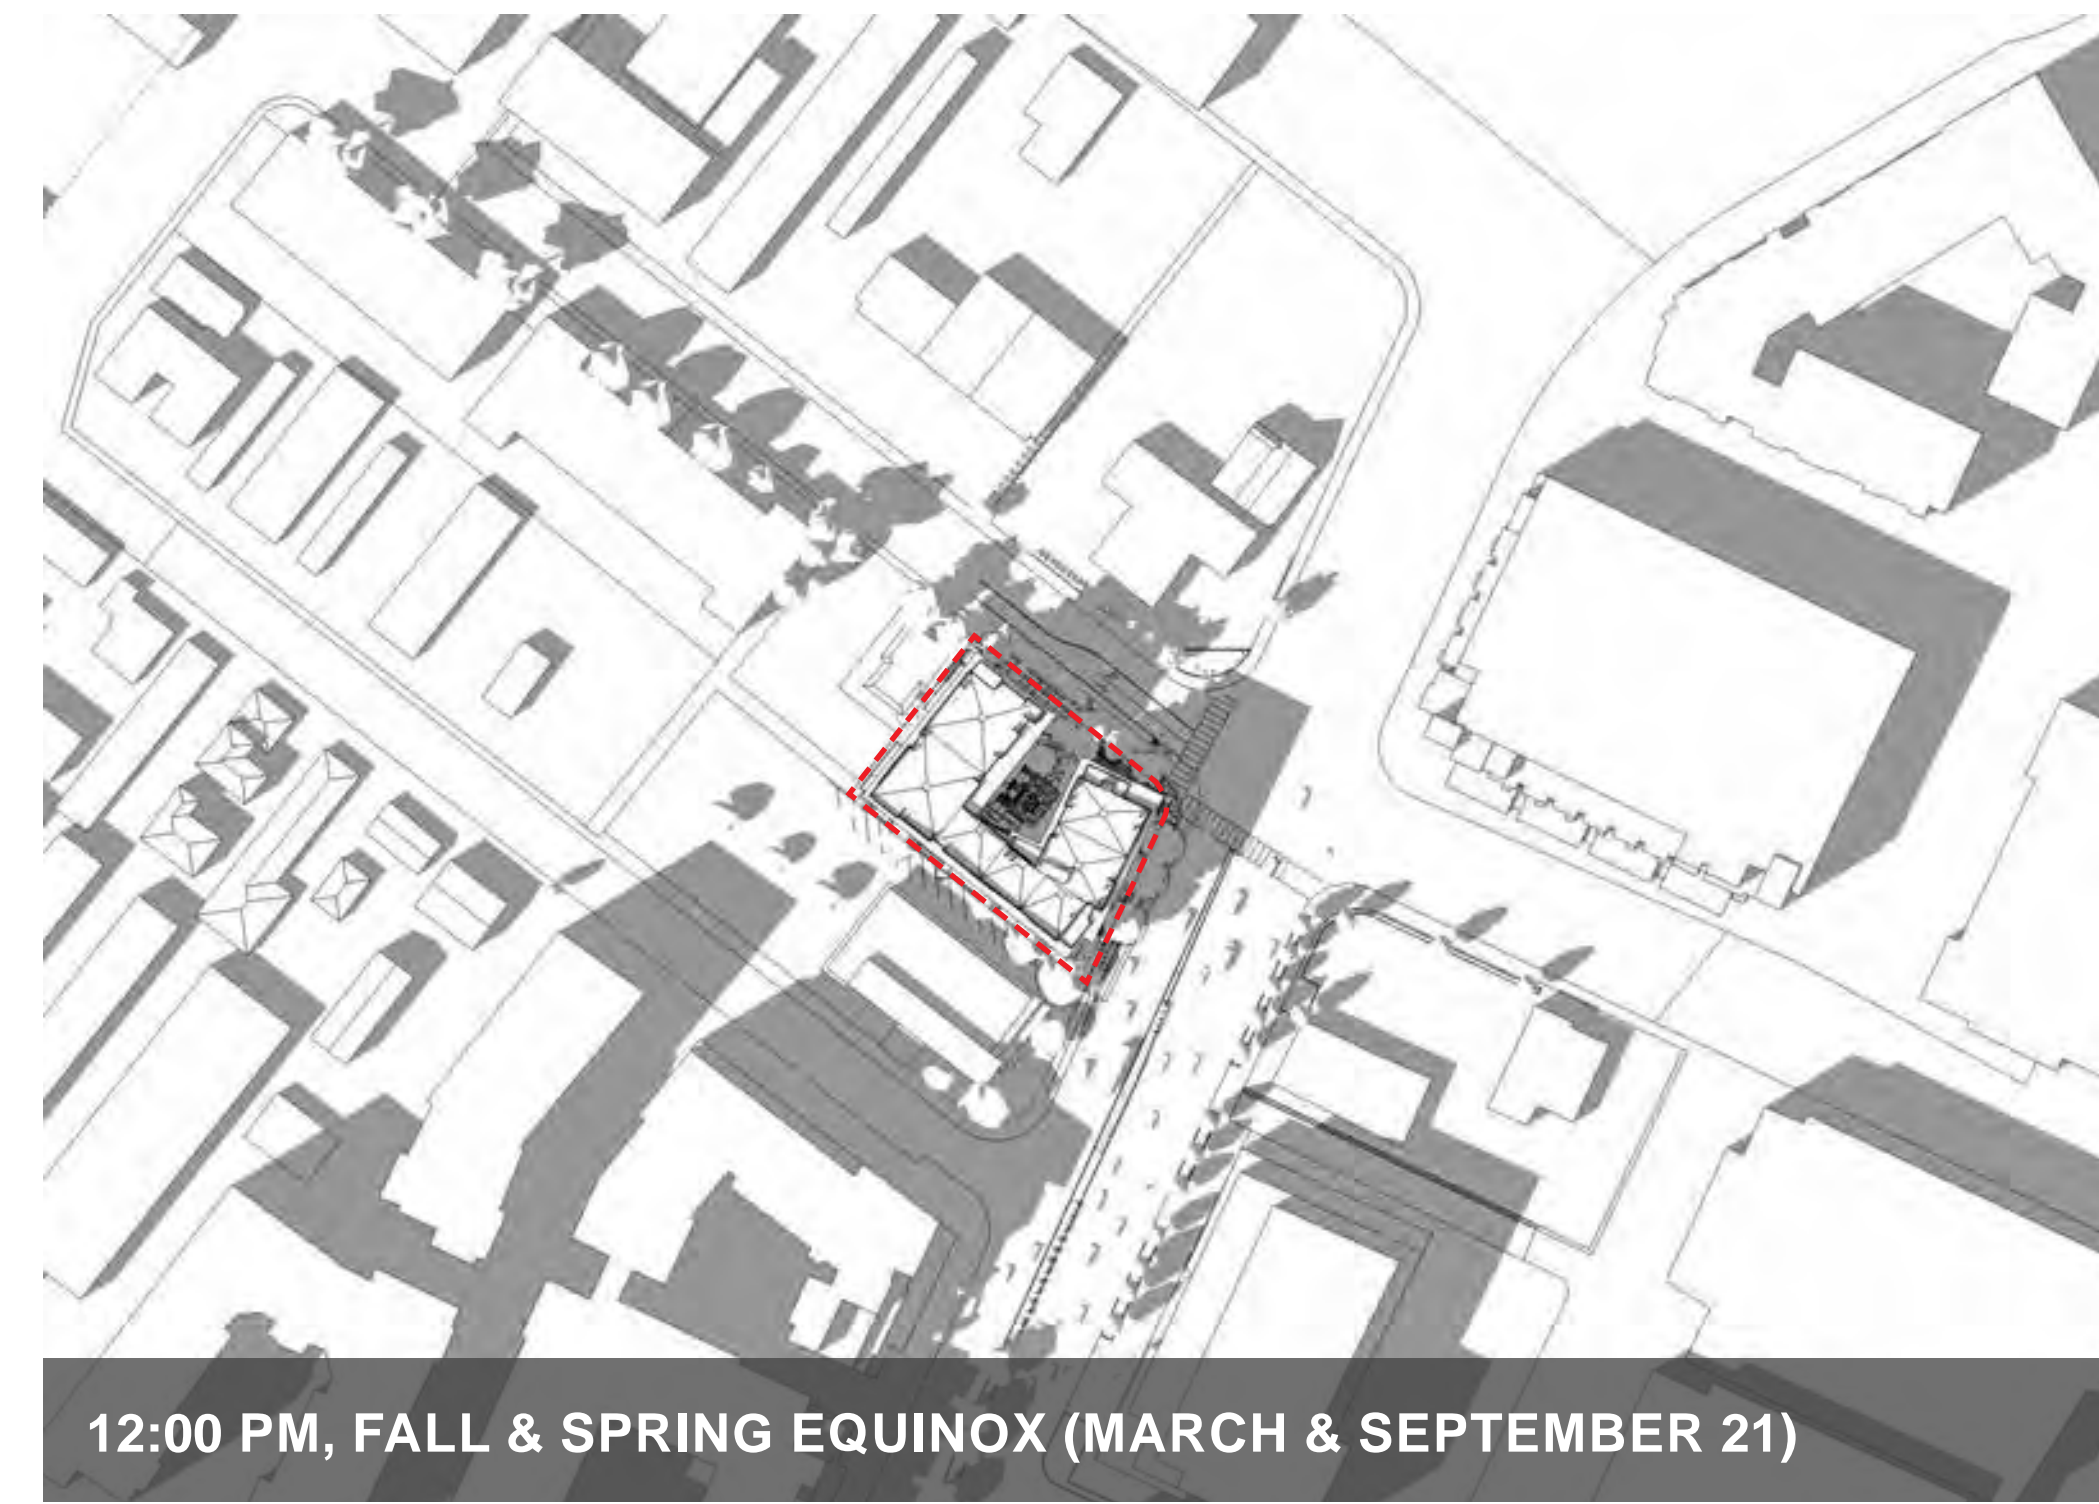 12:00 PM, FALL & SPRING EQUINOX (MARCH & SEPTEMBER 21)